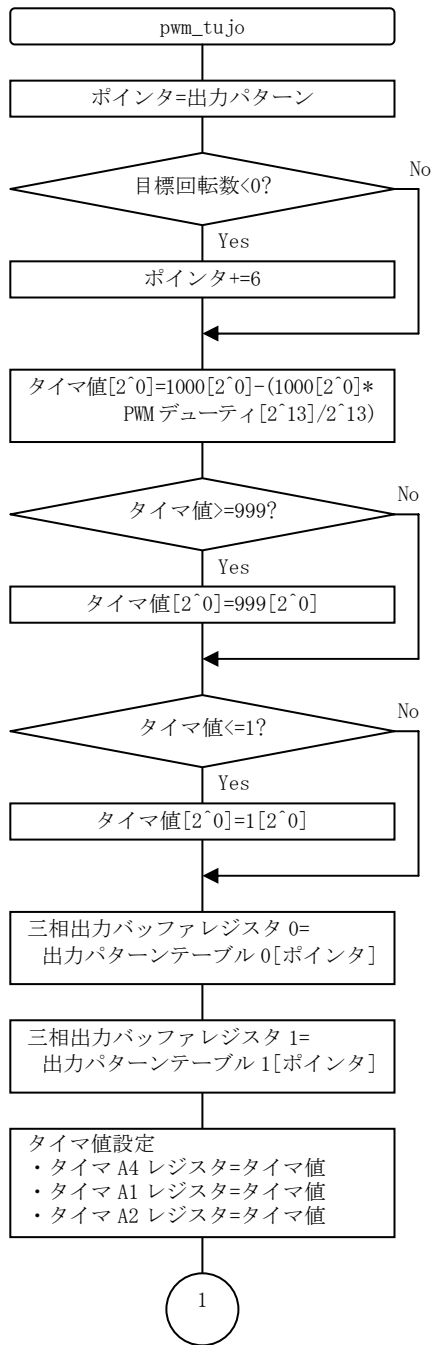 pwm_tujo
ポインタ=出力パターン
目標回転数<0?
No
Yes
ポインタ+=6
タイマ値[2^0]=1000[2^0]-(1000[2^0]*
PWMデューティ[2^13]/2^13)
タイマ値>=999?
No
Yes
タイマ値[2^0]=999[2^0]
タイマ値<=1?
No
Yes
タイマ値[2^0]=1[2^0]
三相出力バッファレジスタ 0=
出力パターンテーブル 0[ポインタ]
三相出力バッファレジスタ 1=
出力パターンテーブル 1[ポインタ]
タイマ値設定
・タイマ A4 レジスタ=タイマ値
・タイマ A1 レジスタ=タイマ値
・タイマ A2 レジスタ=タイマ値
1